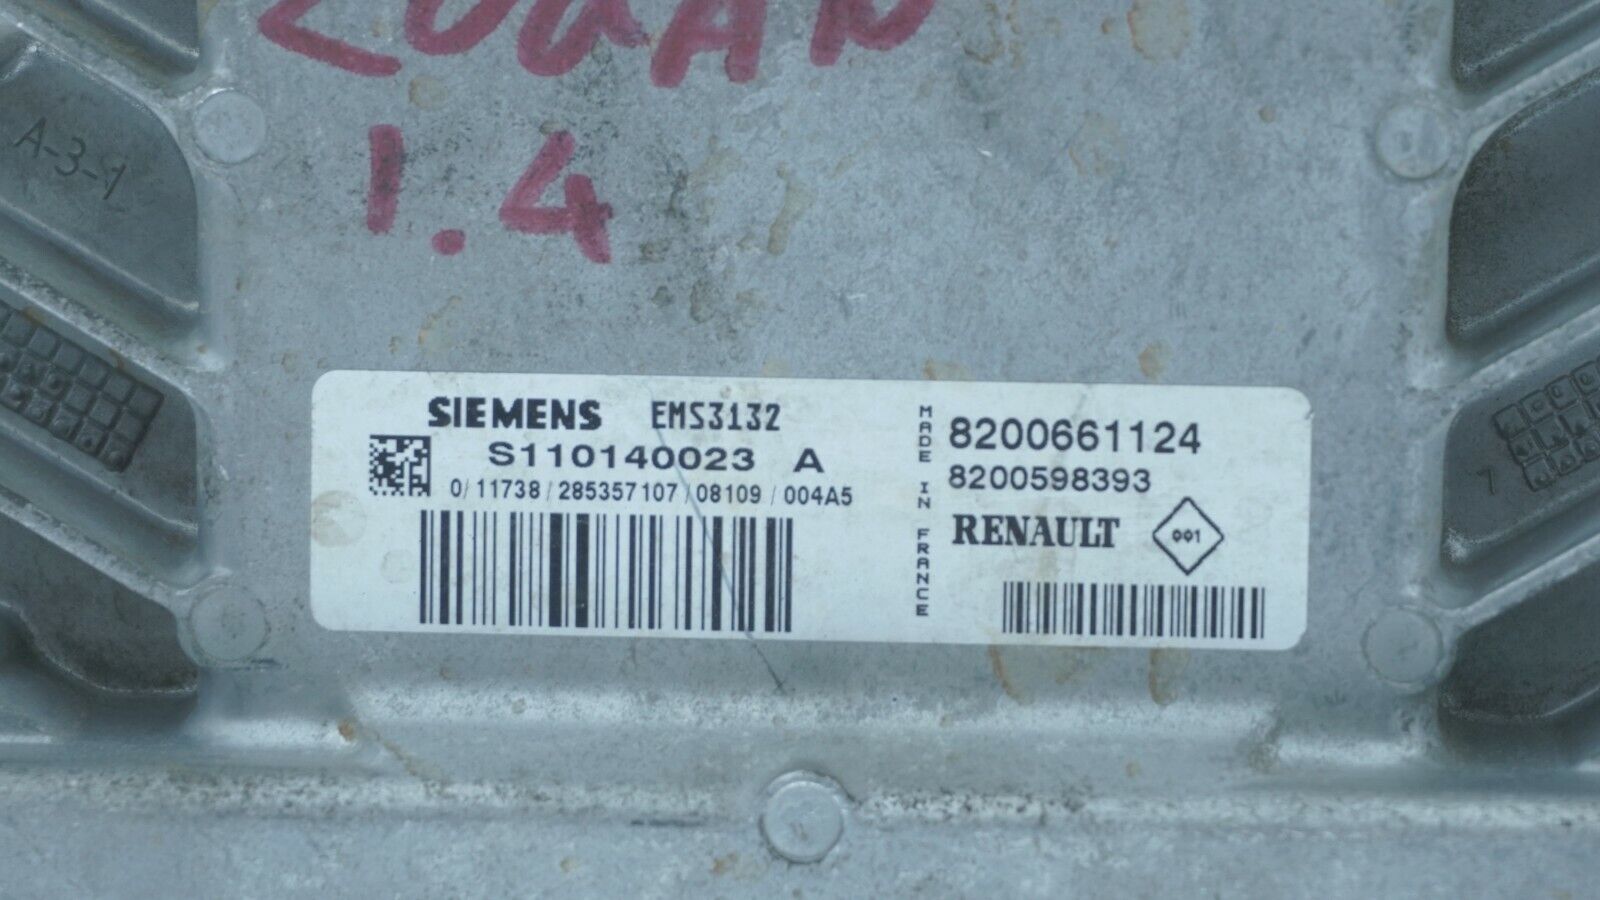 LOGAN
1.4
A-3-1
SIEMENS EMS3132
S110140023 A
0/11738/285357107/08109/004A5
MADE IN FRANCE
8200661124
8200598393
RENAULT 001
7